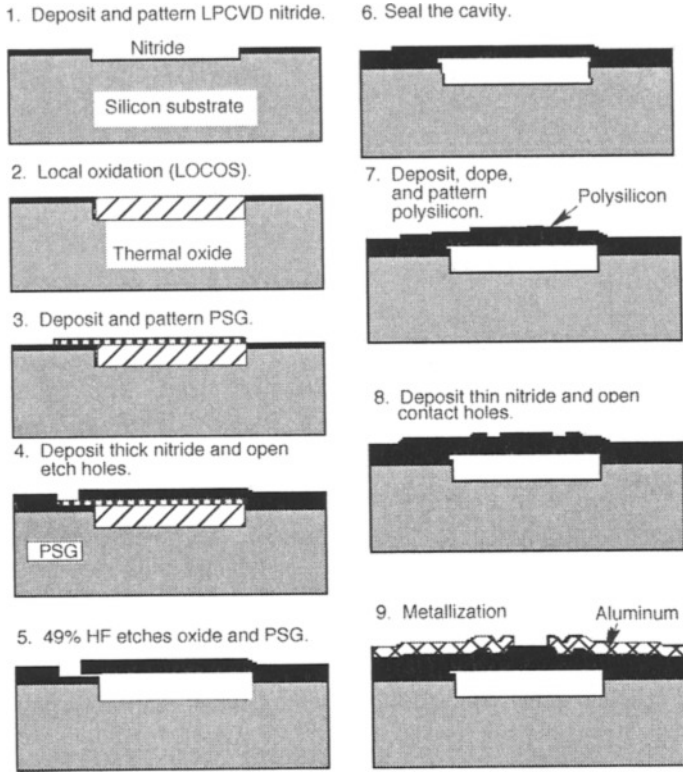 1. Deposit and pattern LPCVD nitride.
Nitride
Silicon substrate
2. Local oxidation (LOCOS).
Thermal oxide
3. Deposit and pattern PSG.
4. Deposit thick nitride and open
etch holes.
PSG
5. 49% HF etches oxide and PSG.
6. Seal the cavity.
7. Deposit, dope,
and pattern
polysilicon.
Polysilicon
8. Deposit thin nitride and open
contact holes.
9. Metallization
Aluminum